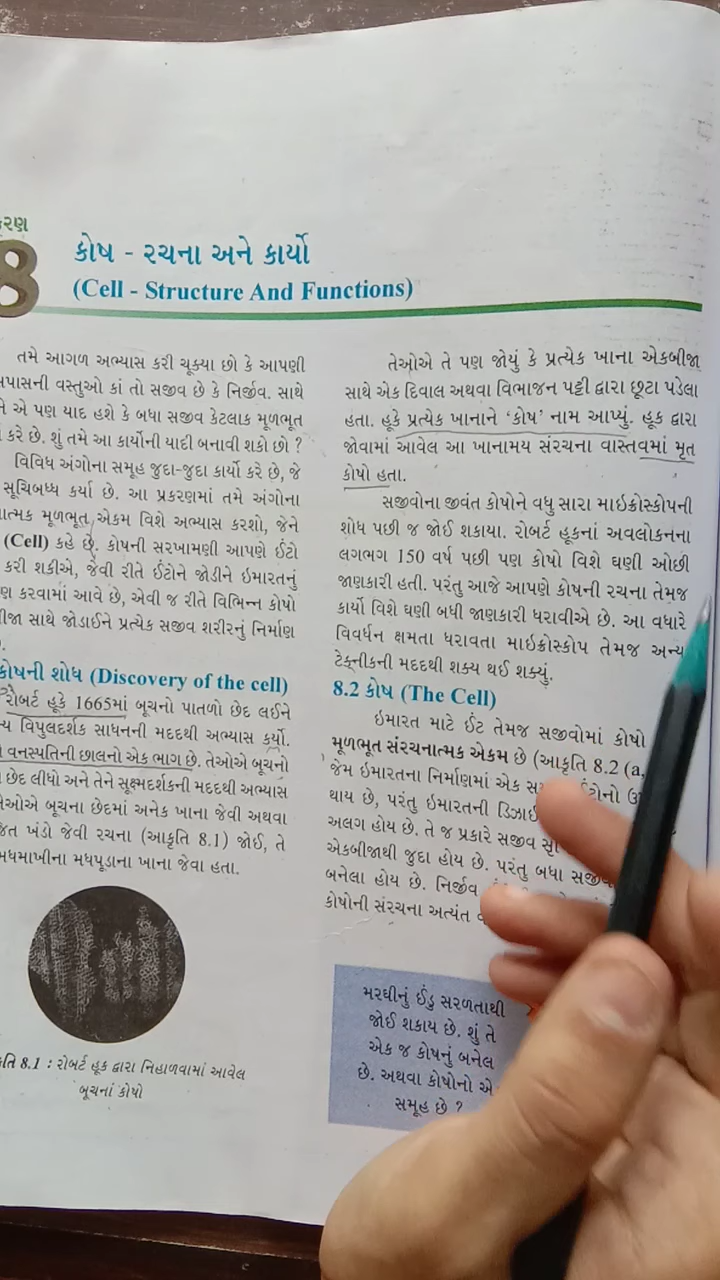 કરણ
8
કોષ - રચના અને કાર્યો
(Cell - Structure And Functions)
તમે આગળ અભ્યાસ કરી ચૂક્યા છો કે આપણી
પાસની વસ્તુઓ કાં તો સજીવ છે કે નિર્જીવ. સાથે
એ પણ યાદ હશે કે બધા સજીવ કેટલાક મૂળભૂત
કરે છે. શું તમે આ કાર્યોની યાદી બનાવી શકો છો ?
વિવિધ અંગોના સમૂહ જુદા-જુદા કાર્યો કરે છે, જે
સૂચિબધ્ધ કર્યા છે. આ પ્રકરણમાં તમે અંગોના
ાત્મક મૂળભૂત એકમ વિશે અભ્યાસ કરશો, જેને
(Cell) કહે છે. કોષની સરખામણી આપણે ઈંટો
કરી શકીએ, જેવી રીતે ઈંટોને જોડીને ઇમારતનું
ણ કરવામાં આવે છે, એવી જ રીતે વિભિન્ન કોષો
ીજા સાથે જોડાઈને પ્રત્યેક સજીવ શરીરનું નિર્માણ
કોષની શોધ (Discovery of the cell)
રોબર્ટ હૂકે 1665માં બૂચનો પાતળો છેદ લઈને
ન્ય વિપુલદર્શક સાધનની મદદથી અભ્યાસ કર્યો.
વનસ્પતિની છાલનો એક ભાગ છે. તેઓએ બૂચનો
છેદ લીધો અને તેને સૂક્ષ્મદર્શકની મદદથી અભ્યાસ
તેઓએ બૂચના છેદમાં અનેક ખાના જેવી અથવા
જિત ખંડો જેવી રચના (આકૃતિ 8.1) જોઈ, તે
મધમાખીના મધપૂડાના ખાના જેવા હતા.
કૃતિ 8.1 : રોબર્ટ હૂક દ્વારા નિહાળવામાં આવેલ
બૂચનાં કોષો
તેઓએ તે પણ જોયું કે પ્રત્યેક ખાના એકબીજા
સાથે એક દિવાલ અથવા વિભાજન પટ્ટી દ્વારા છૂટા પડેલા
હતા. હૂકે પ્રત્યેક ખાનાને ‘કોષ’ નામ આપ્યું. હૂક દ્વારા
જોવામાં આવેલ આ ખાનામય સંરચના વાસ્તવમાં મૃત
કોષો હતા.
સજીવોના જીવંત કોષોને વધુ સારા માઇક્રોસ્કોપની
શોધ પછી જ જોઈ શકાયા. રોબર્ટ હૂકનાં અવલોકનના
લગભગ 150 વર્ષ પછી પણ કોષો વિશે ઘણી ઓછી
જાણકારી હતી. પરંતુ આજે આપણે કોષની રચના તેમજ
કાર્યો વિશે ઘણી બધી જાણકારી ધરાવીએ છે. આ વધારે
વિવર્ધન ક્ષમતા ધરાવતા માઇક્રોસ્કોપ તેમજ અન્ય
ટેક્નીકની મદદથી શક્ય થઈ શક્યું.
8.2 કોષ (The Cell)
ઇમારત માટે ઈંટ તેમજ સજીવોમાં કોષો
મૂળભૂત સંરચનાત્મક એકમ છે (આકૃતિ 8.2 (a,
જેમ ઇમારતના નિર્માણમાં એક
થાય છે, પરંતુ ઇમારતની
અલગ હોય છે. તે જ પ્રકારે સજીવ
એકબીજાથી જુદા હોય છે. પરંતુ બધા
બનેલા હોય છે. નિર્જીવ
કોષોની સંરચના અત્યંત
મરઘીનું ઈંડુ સરળતાથી
જોઈ શકાય છે. શું તે
એક જ કોષનું બનેલ
છે. અથવા કોષોનો એ
સમૂહ છે ?